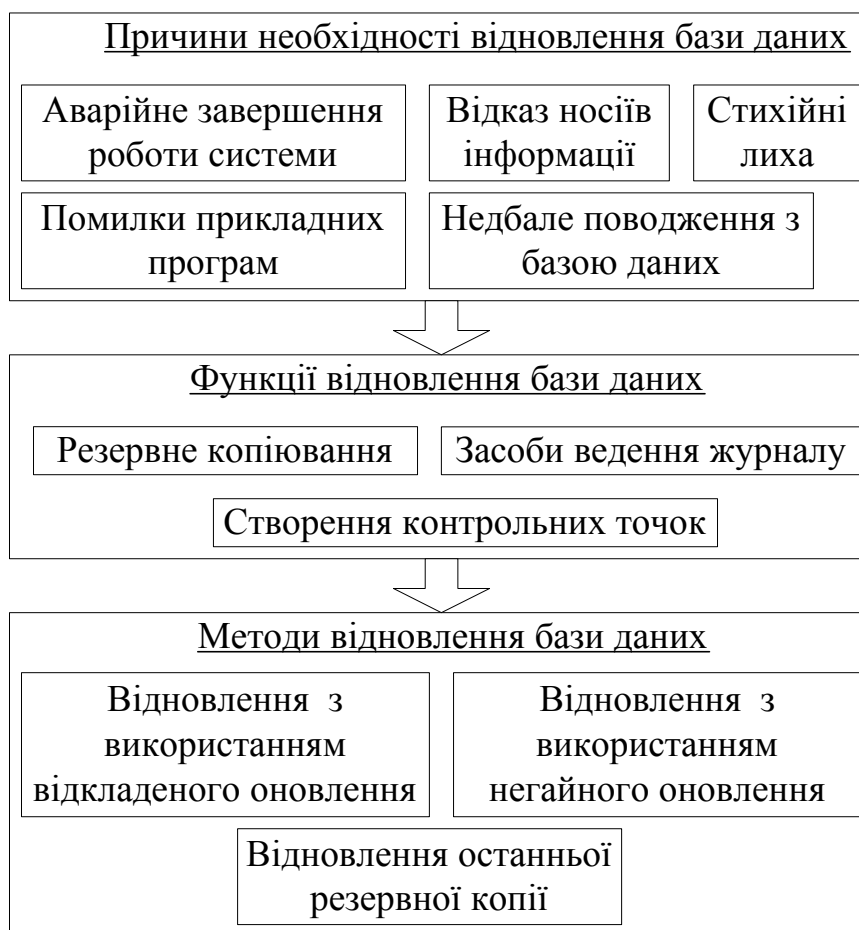 Причини необхідності відновлення бази даних
Аварійне завершення
роботи системи
Відказ носіїв
інформації
Стихійні
лиха
Помилки прикладних
програм
Недбале поводження з
базою даних
Функції відновлення бази даних
Резервне копіювання
Засоби ведення журналу
Створення контрольних точок
Методи відновлення бази даних
Відновлення з
використанням
відкладеного оновлення
Відновлення з
використанням
негайного оновлення
Відновлення останньої
резервної копії